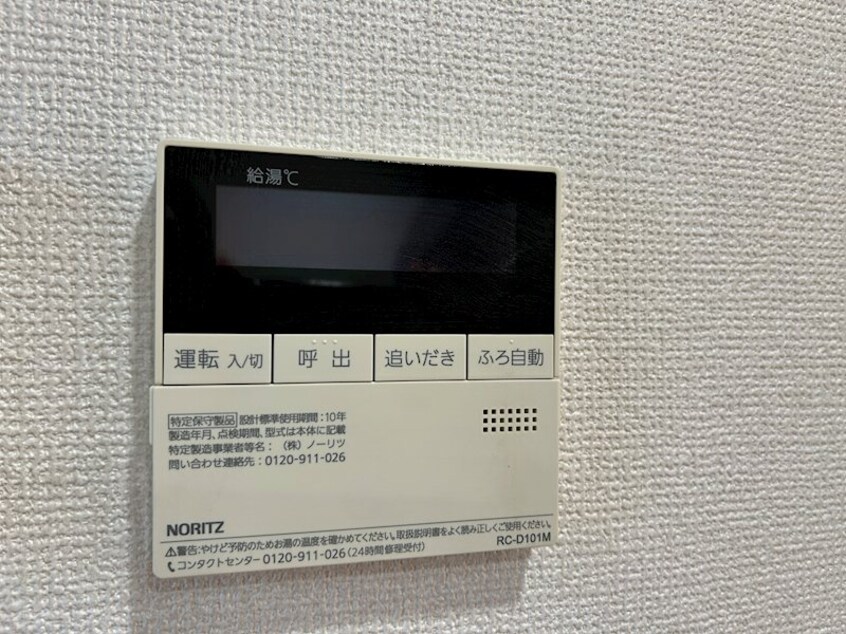 給湯℃
運転 入/切 呼出 追いだき ふろ自動
特定保守製品 設計標準使用期間：10年
製造年月、点検期間、型式は本体に記載
特定製造事業者等名：（株）ノーリツ
問い合わせ連絡先：0120-911-026
NORITZ
⚠警告：やけど予防のためお湯の温度を確かめてください。取扱説明書をよく読み正しくご使用ください。
コンタクトセンター 0120-911-026（24時間修理受付）
RC-D101M